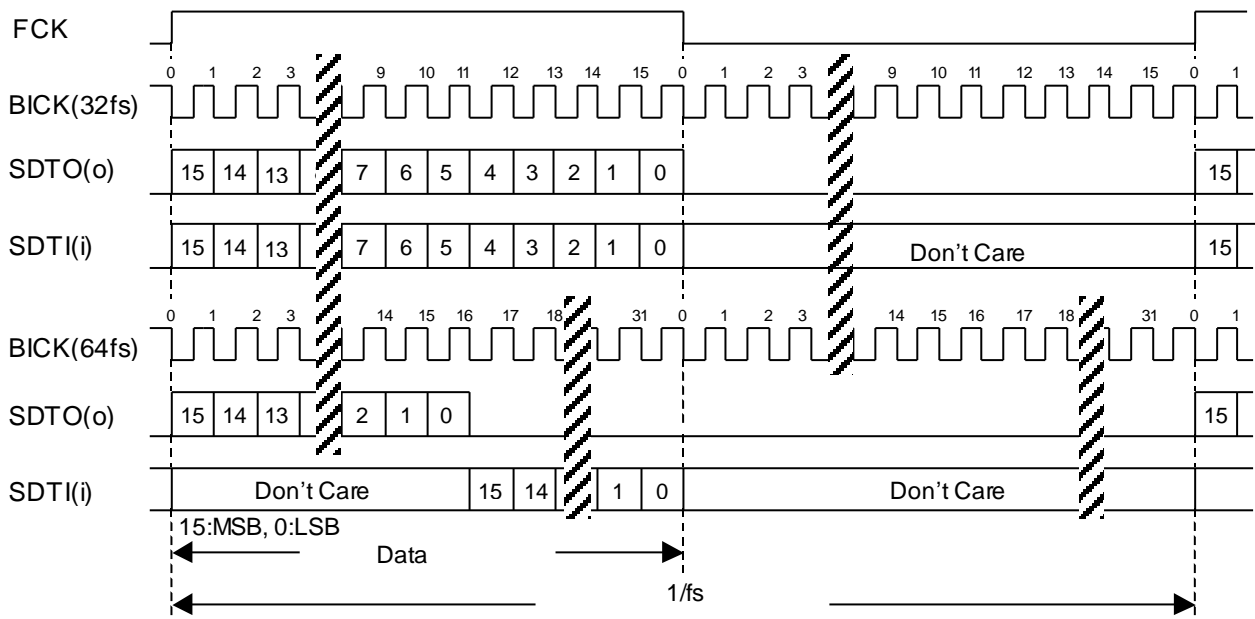 FCK
0 1 2 3 9 10 11 12 13 14 15 0 1 2 3 9 10 11 12 13 14 15 0 1
BICK(32fs)
SDTO(o) 15 14 13 7 6 5 4 3 2 1 0 15
SDTI(i) 15 14 13 7 6 5 4 3 2 1 0 Don't Care 15
0 1 2 3 14 15 16 17 18 31 0 1 2 3 14 15 16 17 18 31 0 1
BICK(64fs)
SDTO(o) 15 14 13 2 1 0 15
SDTI(i) Don't Care 15 14 1 0 Don't Care
15:MSB, 0:LSB
Data
1/fs